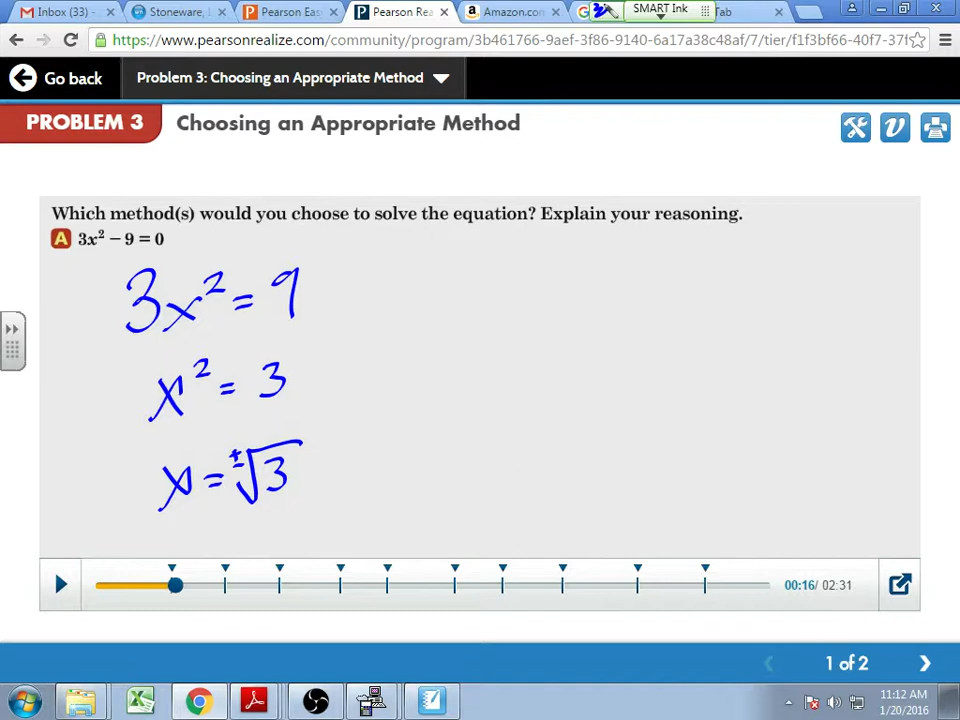 Inbox (33) -
Stoneware,
Pearson Eas
Pearson Rea
Amazon.com
SMART Ink
Tab
https://www.pearsonrealize.com/community/program/3b461766-9aef-3f86-9140-6a17a38c48af/7/tier/f1f3bf66-40f7-37f
Go back
Problem 3: Choosing an Appropriate Method
PROBLEM 3
Choosing an Appropriate Method
Which method(s) would you choose to solve the equation? Explain your reasoning.
A 3x² − 9 = 0
3x² = 9
x² = 3
x = ±√3
00:16/ 02:31
1 of 2
11:12 AM
1/20/2016